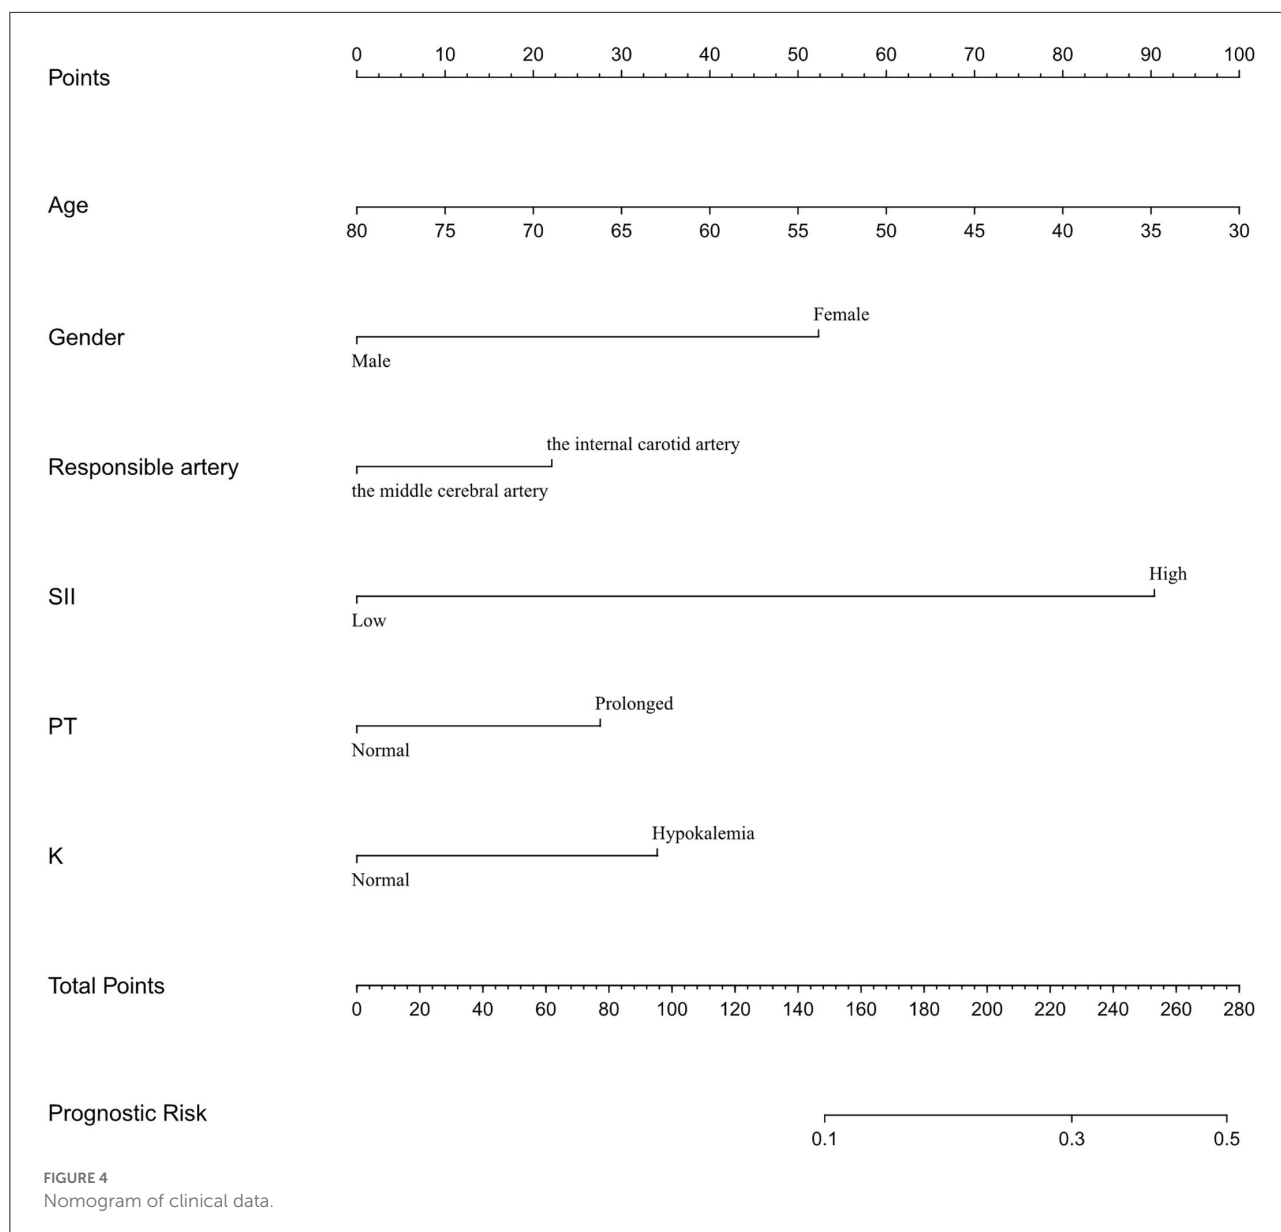 0 10 20 30 40 50 60 70 80 90 100
Points
Age
80 75 70 65 60 55 50 45 40 35 30
Female
Gender
Male
the internal carotid artery
Responsible artery
the middle cerebral artery
High
SII
Low
Prolonged
PT
Normal
Hypokalemia
K
Normal
Total Points
0 20 40 60 80 100 120 140 160 180 200 220 240 260 280
Prognostic Risk
0.1 0.3 0.5
FIGURE 4
Nomogram of clinical data.